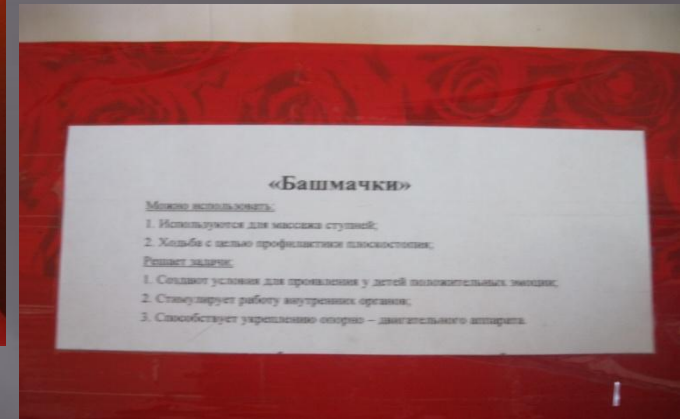 «Башмачки»
Можно использовать:
1. Используются для массажа ступней;
2. Ходьба с целью профилактики плоскостопия;
Решает задачи:
1. Создают условия для проявления у детей положительных эмоции;
2. Стимулирует работу внутренних органов;
3. Способствует укреплению опорно – двигательного аппарата